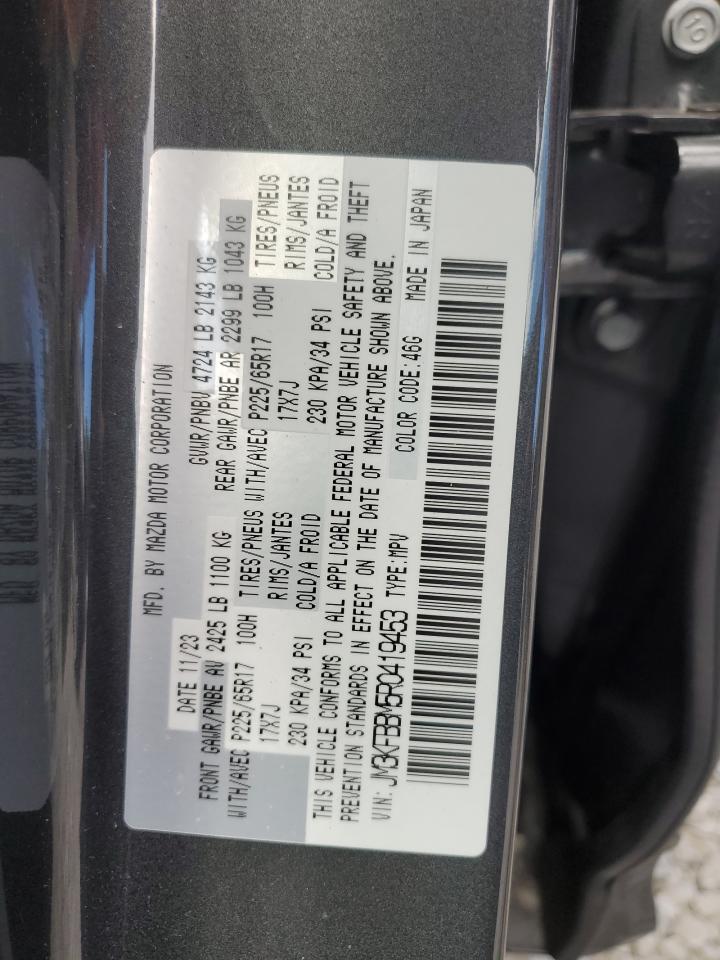 MFD. BY MAZDA MOTOR CORPORATION
DATE 11/23 GVWR/PNBV 4724 LB 2143 KG
FRONT GAWR/PNBE AV 2425 LB 1100 KG REAR GAWR/PNBE AR 2299 LB 1043 KG
WITH/AVEC P225/65R17 100H TIRES/PNEUS WITH/AVEC P225/65R17 100H TIRES/PNEUS
17X7J RIMS/JANTES 17X7J RIMS/JANTES
230 KPA/34 PSI COLD/A FROID 230 KPA/34 PSI COLD/A FROID
THIS VEHICLE CONFORMS TO ALL APPLICABLE FEDERAL MOTOR VEHICLE SAFETY AND THEFT
PREVENTION STANDARDS IN EFFECT ON THE DATE OF MANUFACTURE SHOWN ABOVE.
VIN: JM3KFBBM5R0419453 TYPE:MPV COLOR CODE:46G MADE IN JAPAN
10